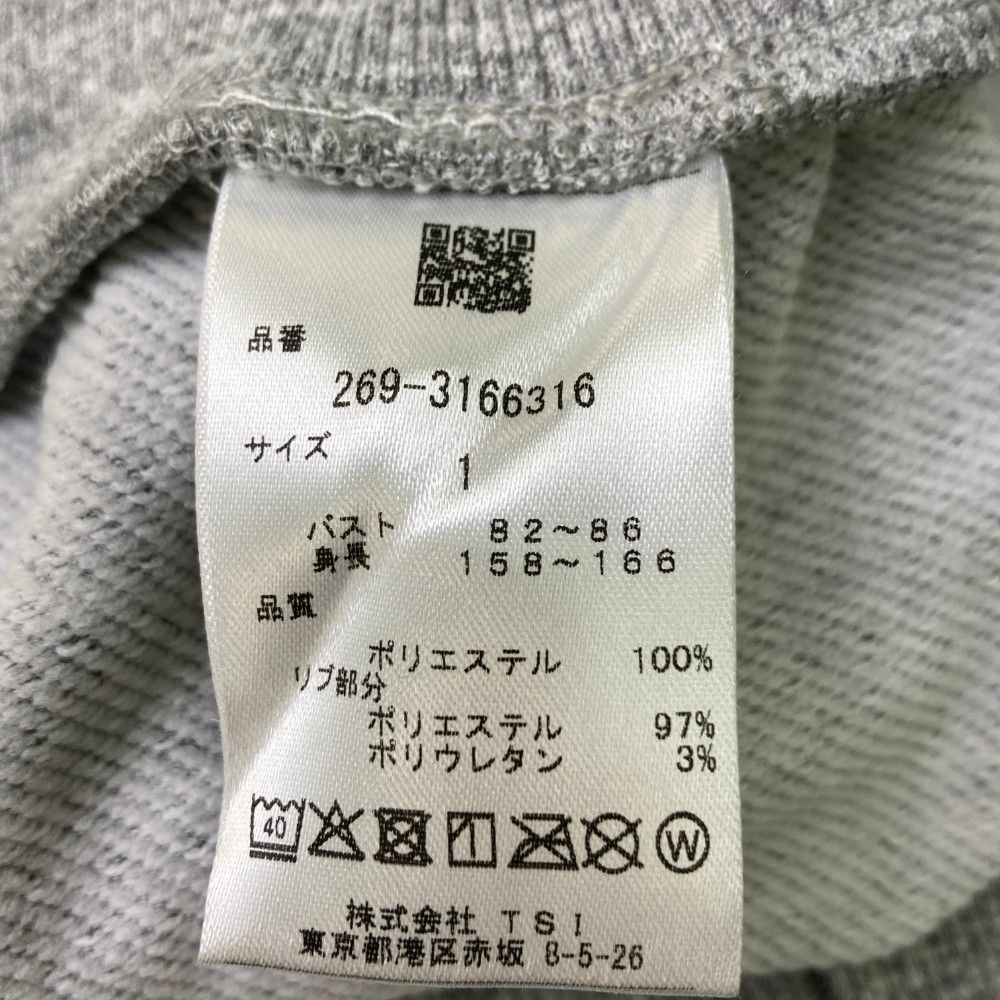 品番
269-3166316
サイズ
1
バスト 82～86
身長 158～166
品質
ポリエステル 100%
リブ部分
ポリエステル 97%
ポリウレタン 3%
40
W
株式会社 TSI
東京都港区赤坂 8-5-26